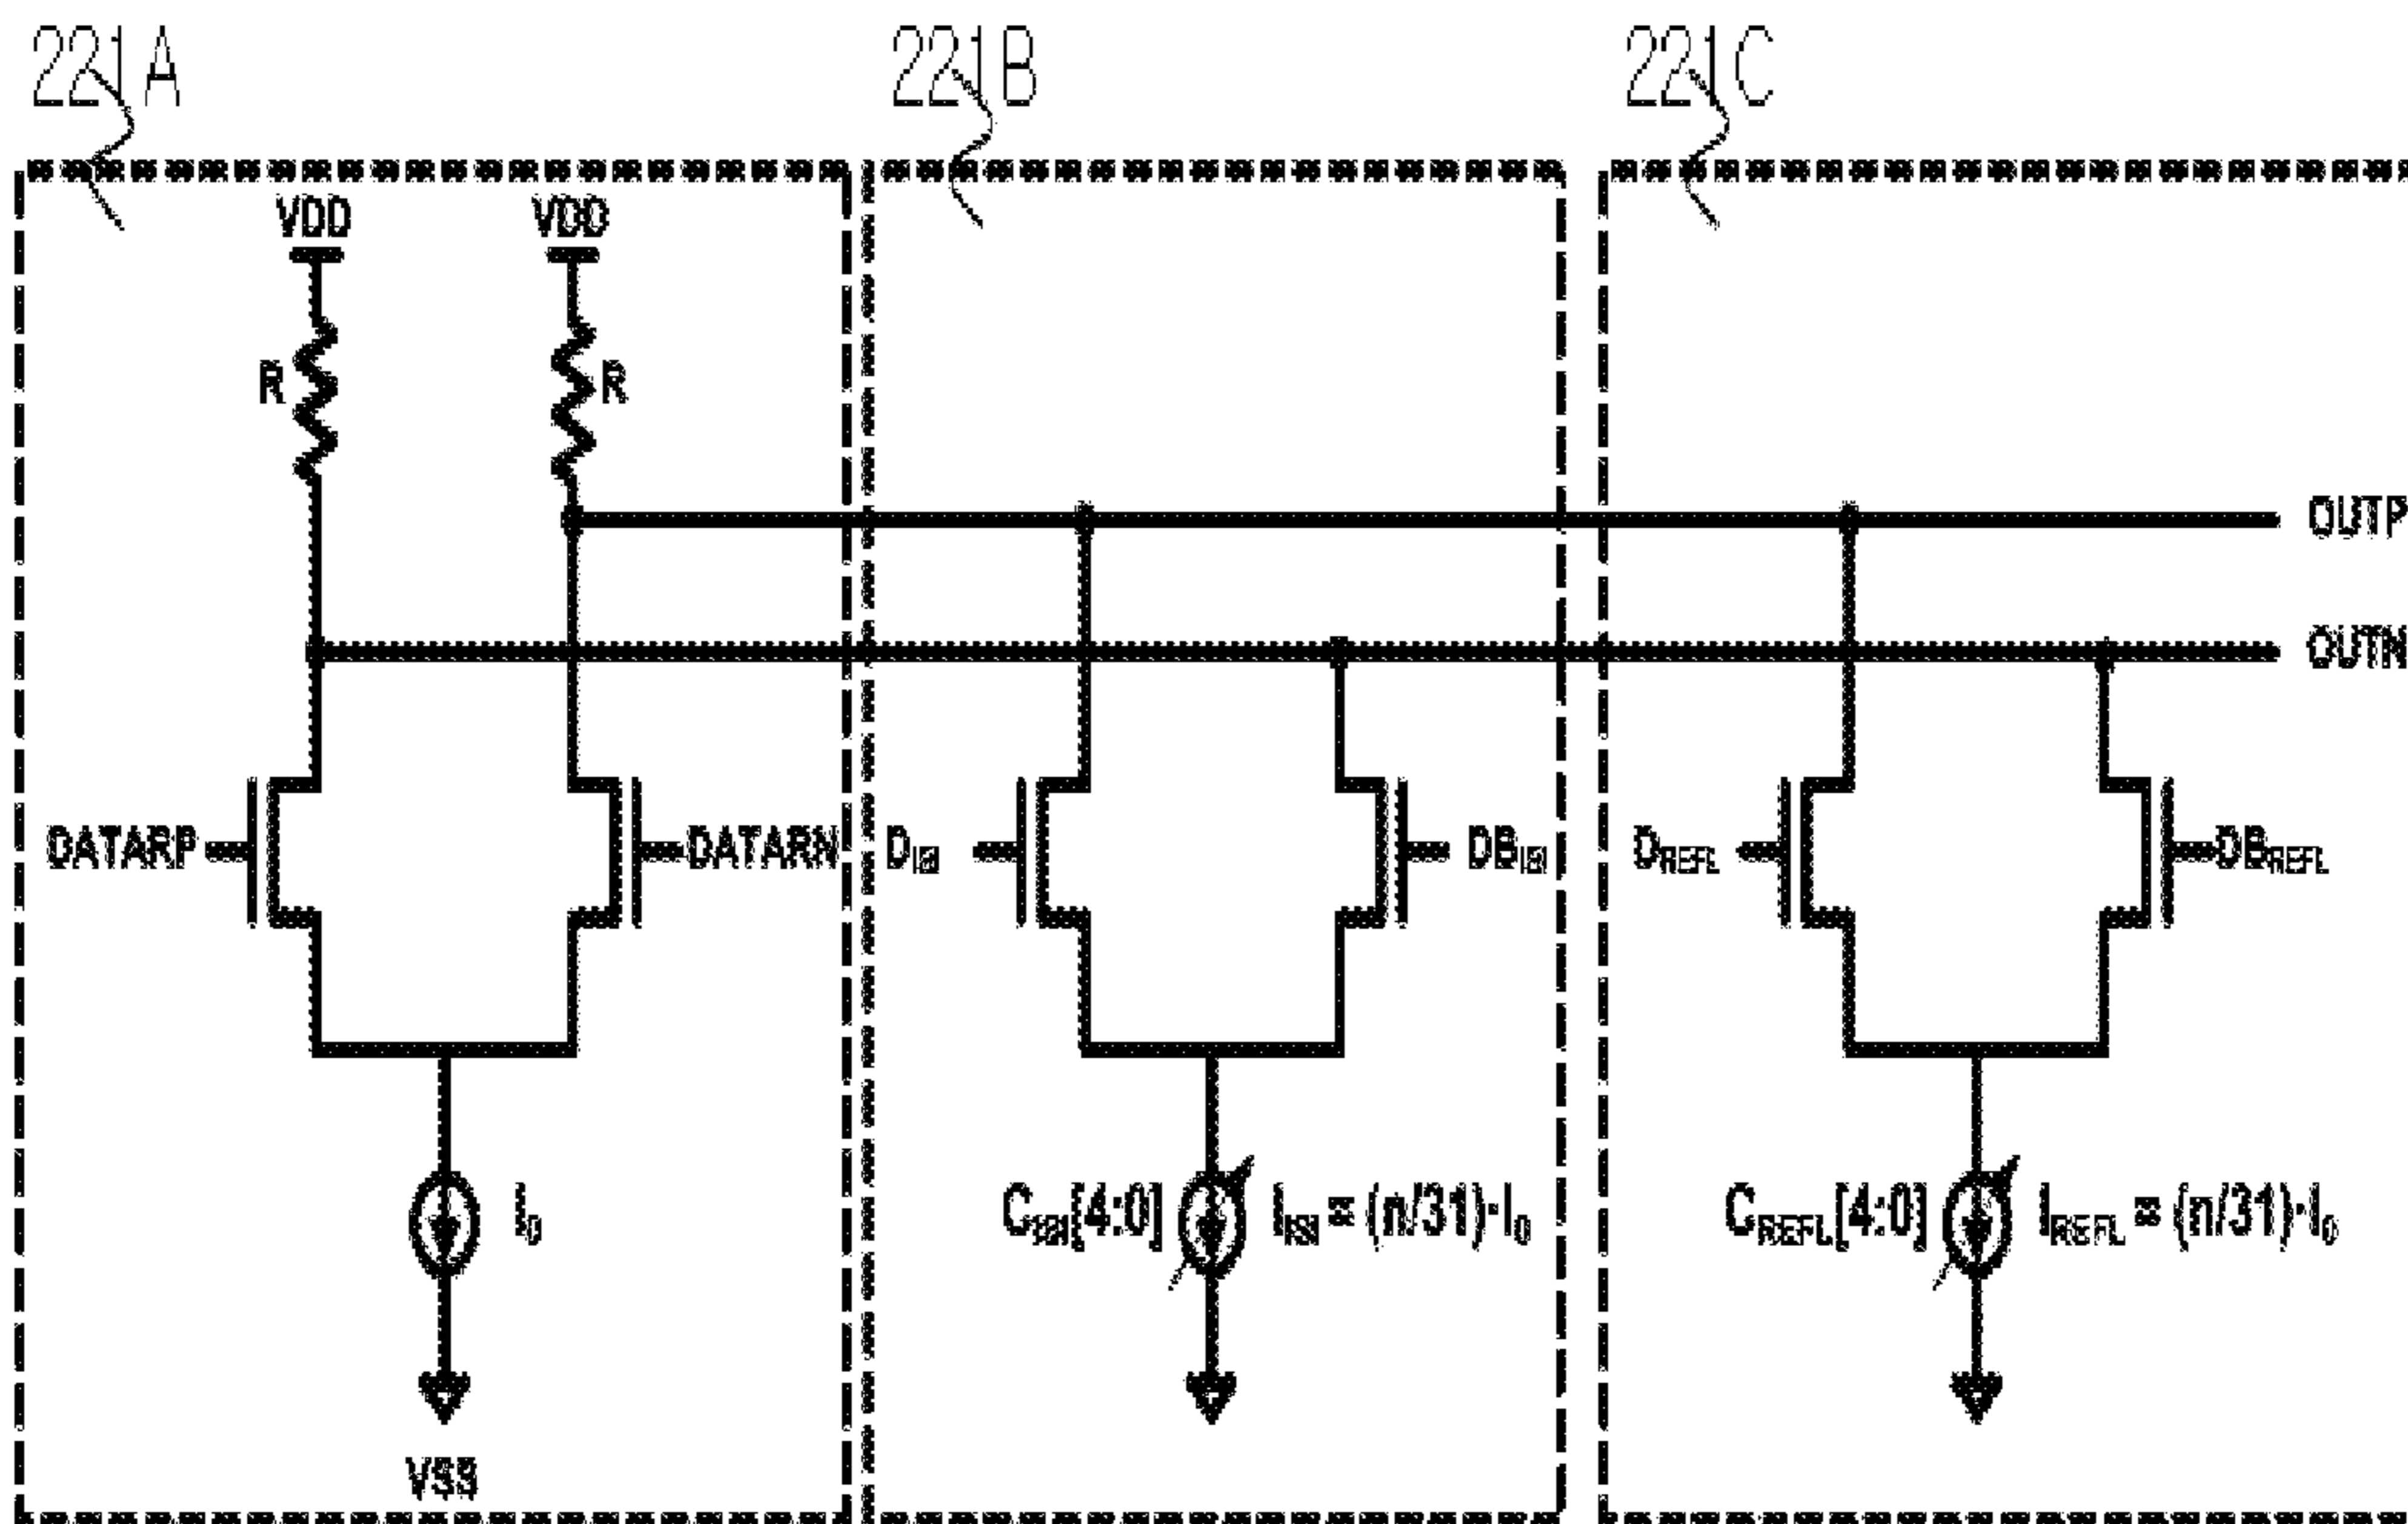 221A
221B
221C
VDD
VDD
R
R
OUTP
OUTN
DATARP
DATARN
D_ISI
DB_ISI
D_REFL
DB_REFL
I_0
C_ISI[4:0]
I_ISI = (n/31)·I_0
C_REFL[4:0]
I_REFL = (n/31)·I_0
VSS